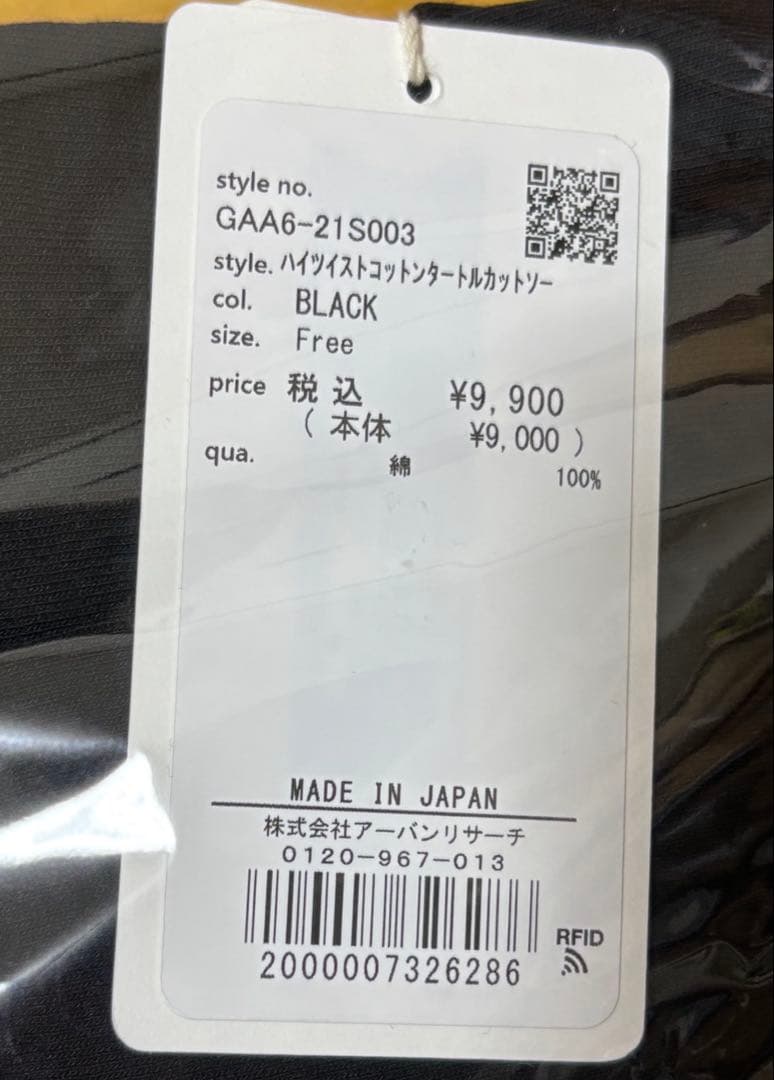 style no.
GAA6-21S003
style. ハイツイストコットンタートルカットソー
col. BLACK
size. Free
price 税込 ¥9,900
(本体 ¥9,000)
qua. 綿 100%
MADE IN JAPAN
株式会社アーバンリサーチ
0120-967-013
2000007326286
RFID